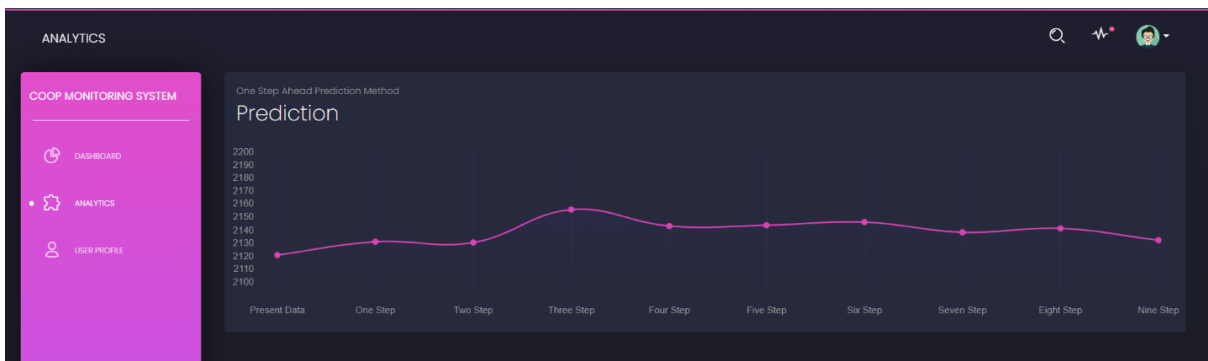 ANALYTICS
COOP MONITORING SYSTEM
DASHBOARD
ANALYTICS
USER PROFILE
One Step Ahead Prediction Method
Prediction
2200
2190
2180
2170
2160
2150
2140
2130
2120
2110
2100
Present Data One Step Two Step Three Step Four Step Five Step Six Step Seven Step Eight Step Nine Step